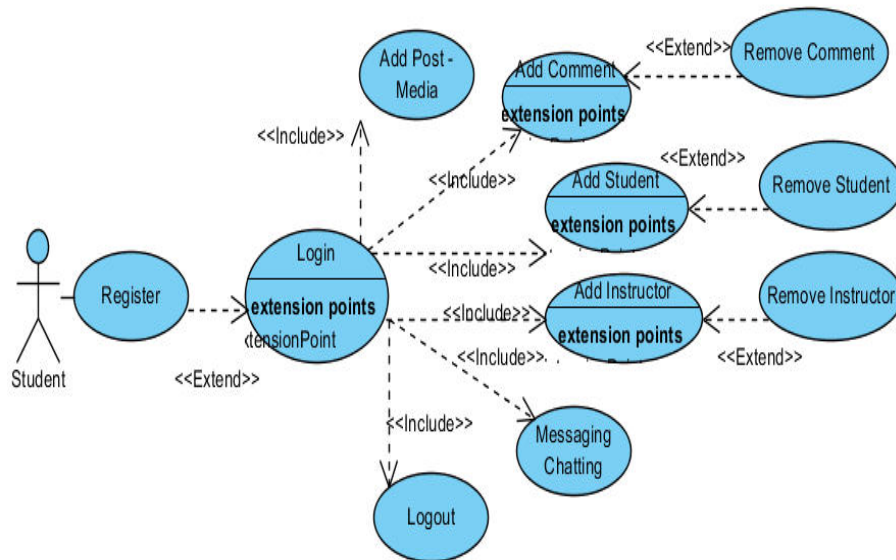 Add Post -
Media
<<Include>>
Add Comment
extension points
<<Extend>>
Remove Comment
<<Include>>
Add Student
extension points
<<Extend>>
Remove Student
<<Include>>
Login
extension points
tensionPoint
Register
<<Extend>>
Student
<<Include>>
Add Instructor
extension points
<<Extend>>
Remove Instructor
<<Include>>
Messaging
Chatting
<<Include>>
Logout